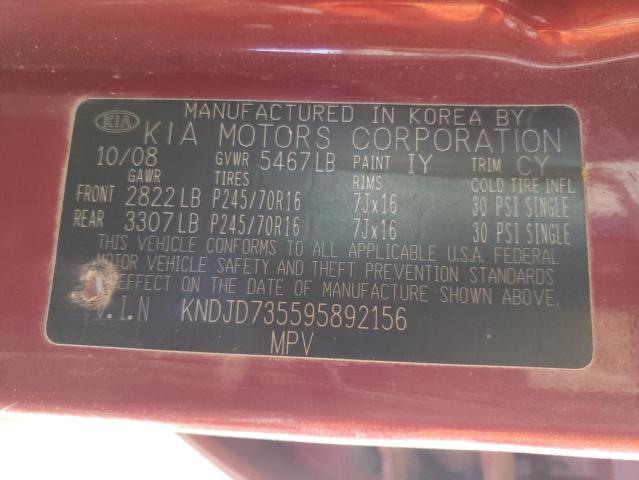 MANUFACTURED IN KOREA BY
KIA KIA MOTORS CORPORATION
10/08 GVWR 5467LB PAINT IY TRIM CY
GAWR TIRES RIMS COLD TIRE INFL
FRONT 2822LB P245/70R16 7Jx16 30 PSI SINGLE
REAR 3307LB P245/70R16 7Jx16 30 PSI SINGLE
THIS VEHICLE CONFORMS TO ALL APPLICABLE U.S.A. FEDERAL
MOTOR VEHICLE SAFETY AND THEFT PREVENTION STANDARDS
IN EFFECT ON THE DATE OF MANUFACTURE SHOWN ABOVE.
V.I.N KNDJD735595892156
MPV